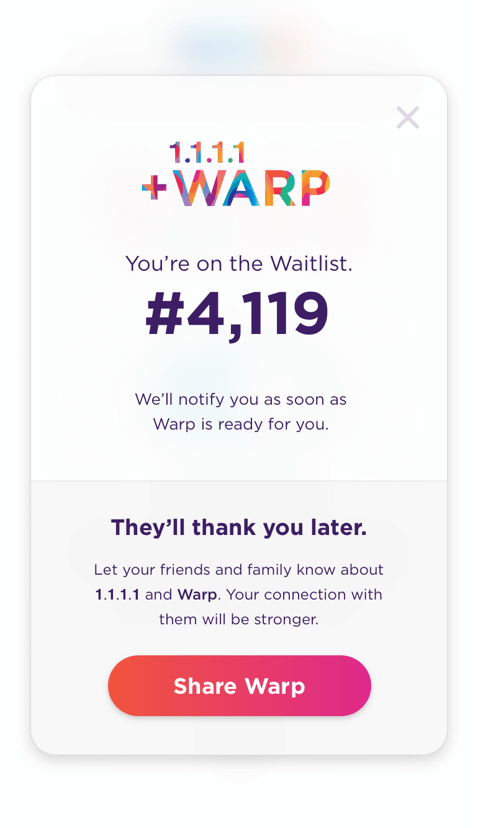 1.1.1.1
+WARP
You’re on the Waitlist.
#4,119
We’ll notify you as soon as
Warp is ready for you.
They’ll thank you later.
Let your friends and family know about
1.1.1.1 and Warp. Your connection with
them will be stronger.
Share Warp